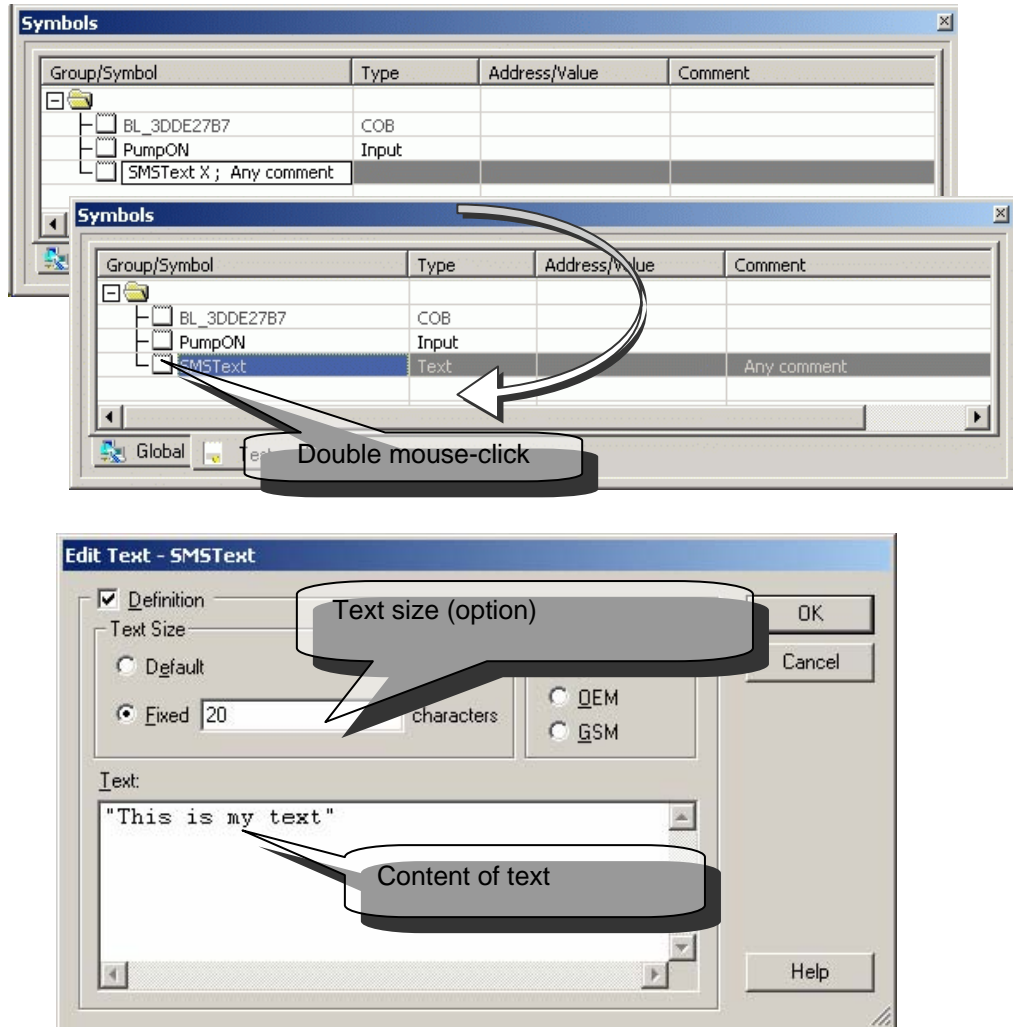 Symbols
Group/Symbol Type Address/Value Comment
BL_3DDE27B7 COB
PumpON Input
SMSText X ; Any comment
Symbols
Group/Symbol Type Address/Value Comment
BL_3DDE27B7 COB
PumpON Input
SMSText Text Any comment
Global
Double mouse-click
Edit Text - SMSText
Definition
Text Size
Default
Fixed 20 characters
OEM
GSM
Text size (option)
OK
Cancel
Text:
"This is my text"
Content of text
Help